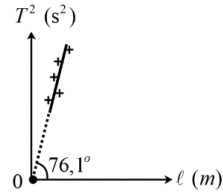 T² (s²)
76,1°
0
ℓ (m)